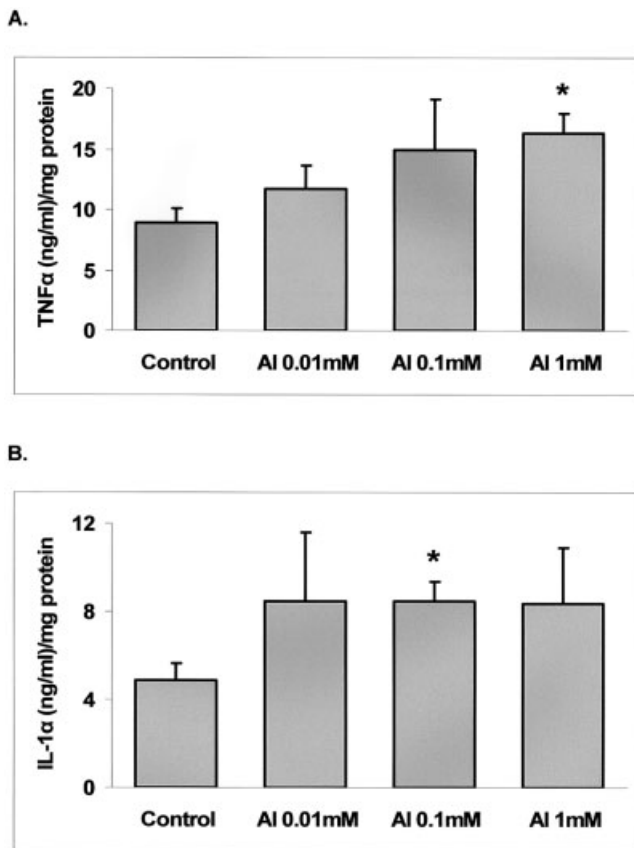 A.
TNFα (ng/ml)/mg protein
20
15
10
5
0
*
Control Al 0.01mM Al 0.1mM Al 1mM
B.
IL-1α (ng/ml)/mg protein
12
8
4
0
*
Control Al 0.01mM Al 0.1mM Al 1mM